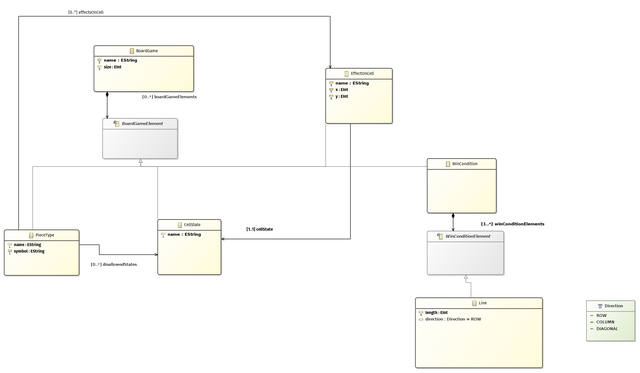 [0..*] effectsOnCell
BoardGame
name : EString
size : EInt
[0..*] boardGameElements
BoardGameElement
EffectOnCell
name : EString
x : EInt
y : EInt
WinCondition
[1..*] winConditionElements
WinConditionElement
PieceType
name : EString
symbol : EString
[0..*] disallowedStates
CellState
name : EString
[1..1] cellState
Line
length : EInt
direction : Direction = ROW
Direction
ROW
COLUMN
DIAGONAL